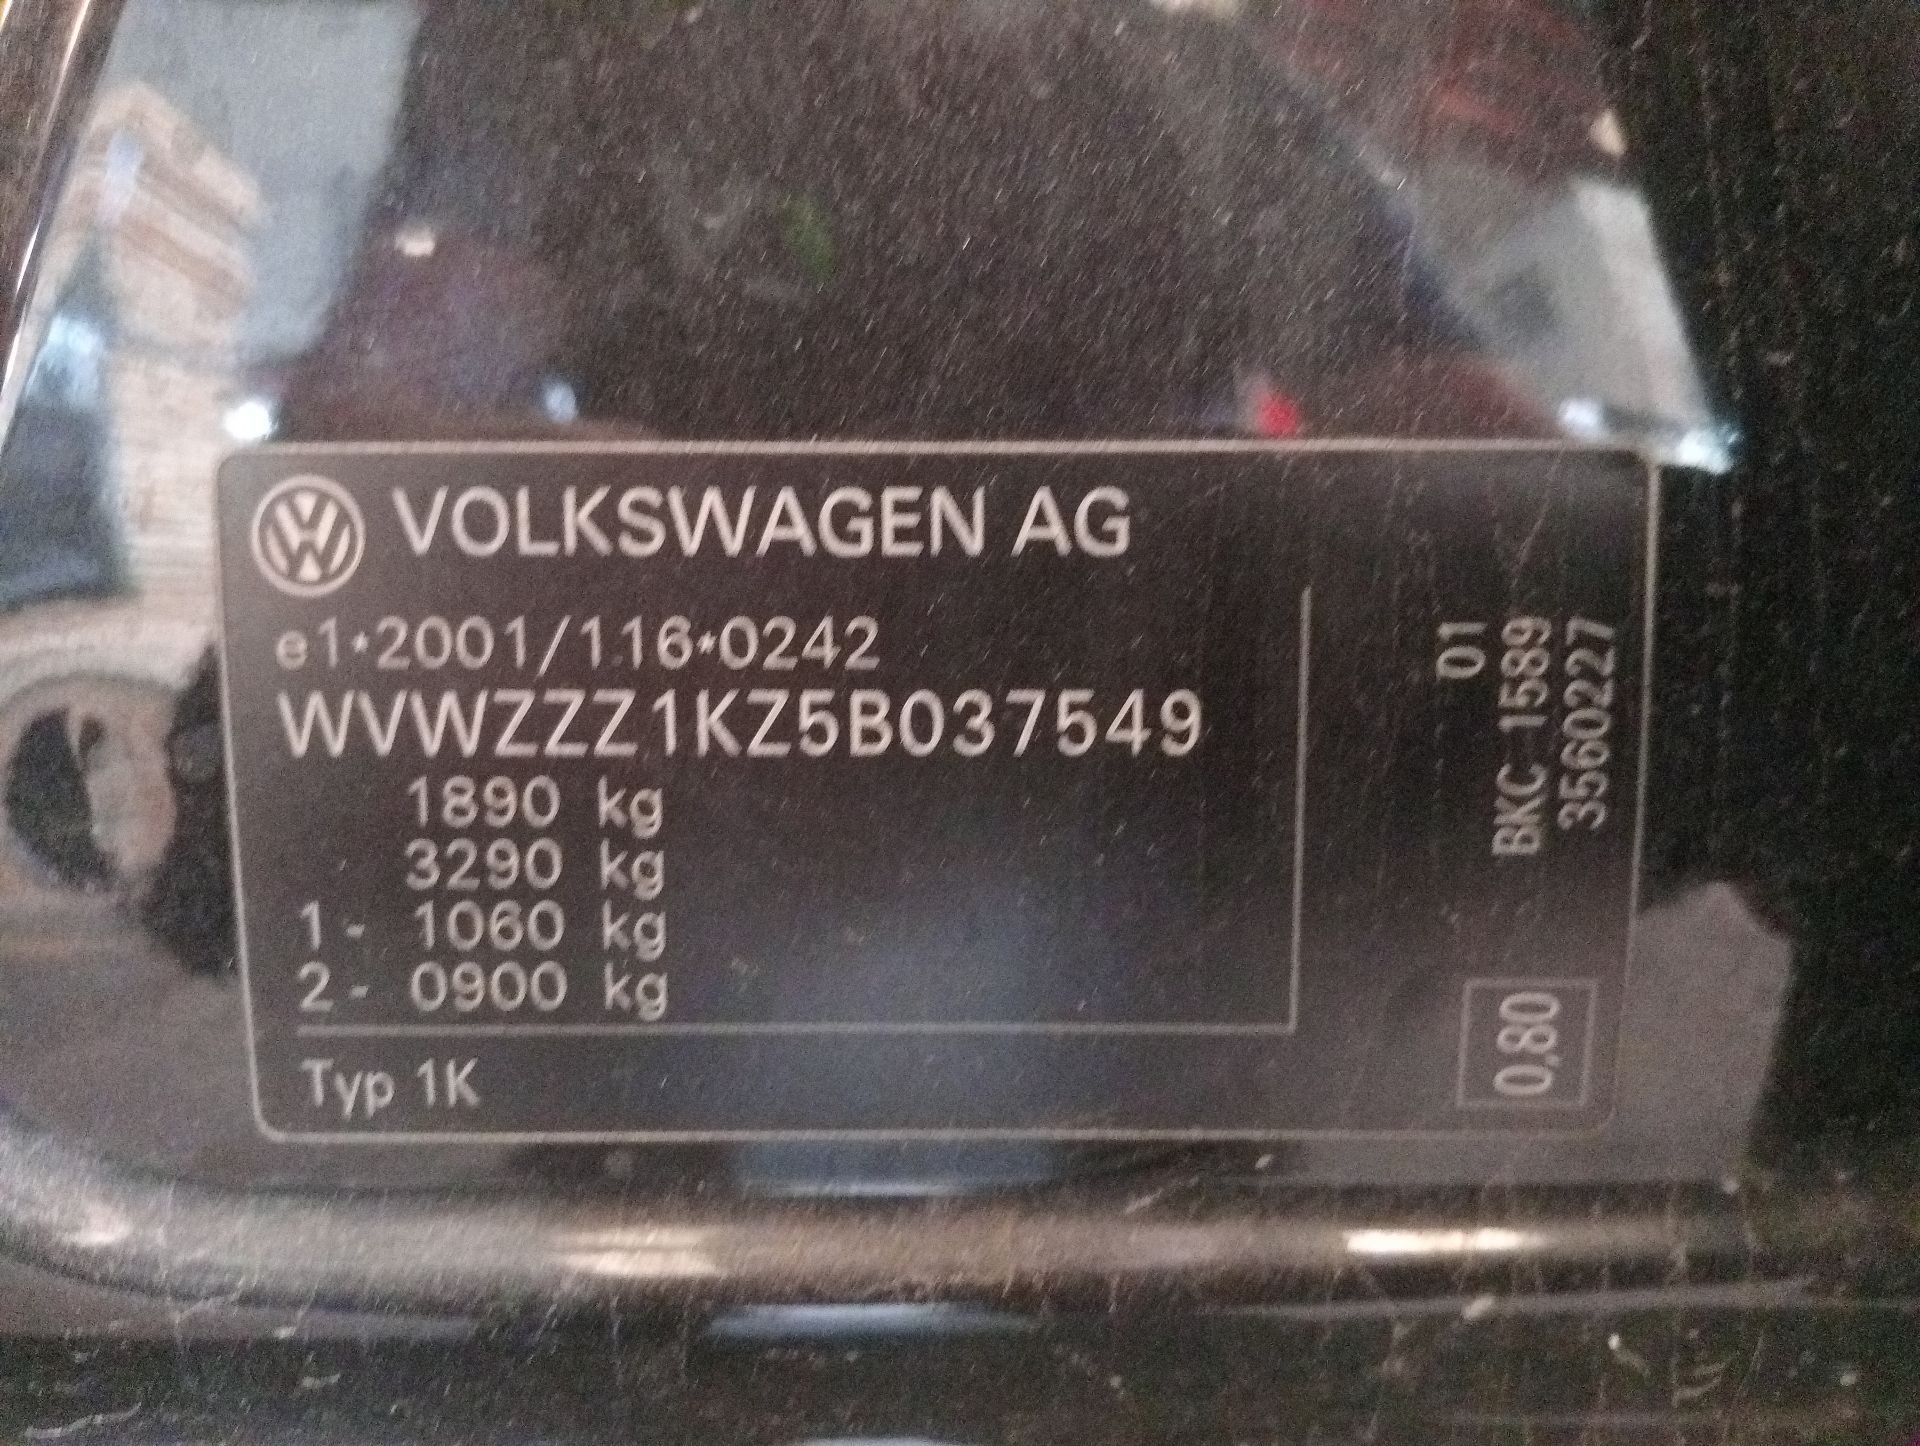 VOLKSWAGEN AG
e1*2001/116*0242
WVWZZZ1KZ5B037549
1890 kg
3290 kg
1- 1060 kg
2- 0900 kg
Typ 1K
01
BKC 1589
3560227
0,80